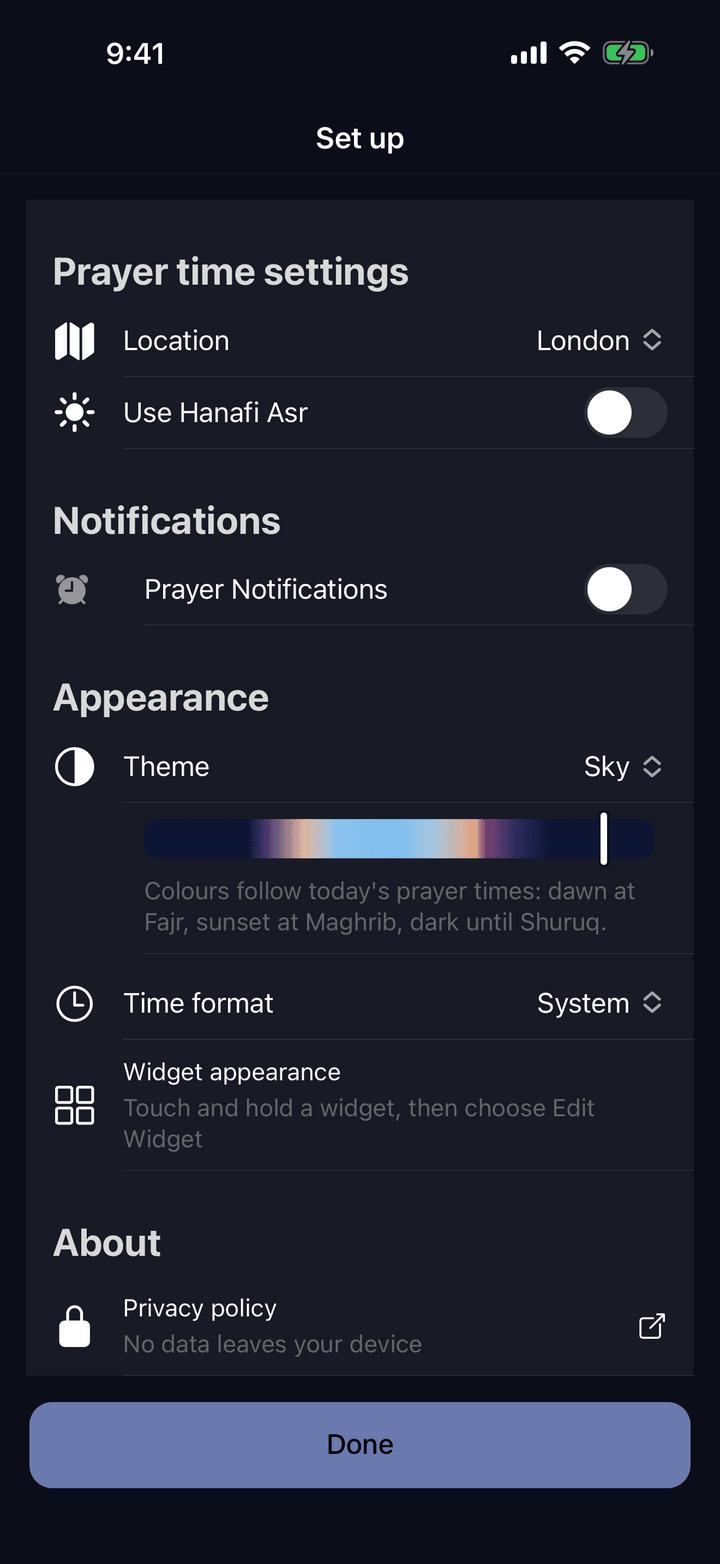 9:41
Set up
Prayer time settings
Location
London
Use Hanafi Asr
Notifications
Prayer Notifications
Appearance
Theme
Sky
Colours follow today's prayer times: dawn at
Fajr, sunset at Maghrib, dark until Shuruq.
Time format
System
Widget appearance
Touch and hold a widget, then choose Edit
Widget
About
Privacy policy
No data leaves your device
Done